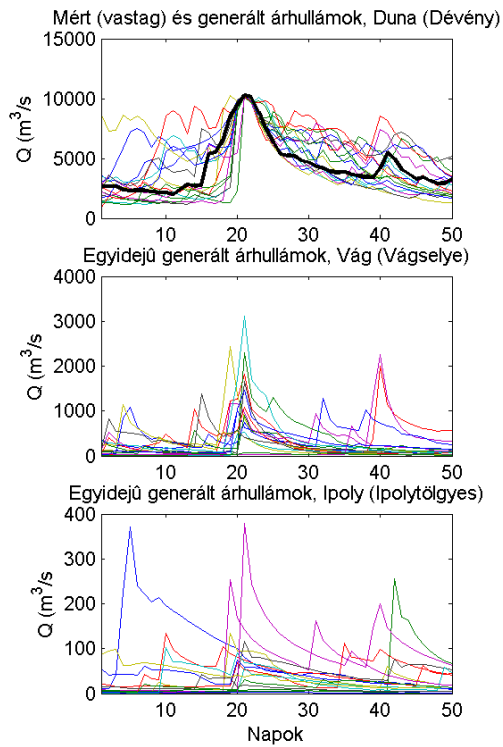 Mért (vastag) és generált árhullámok, Duna (Dévény)
15000
10000
5000
0
Q (m³/s
10 20 30 40 50
Egyidejû generált árhullámok, Vág (Vágselye)
4000
3000
2000
1000
0
Q (m³/s
10 20 30 40 50
Egyidejû generált árhullámok, Ipoly (Ipolytölgyes)
400
300
200
100
0
Q (m³/s
10 20 30 40 50
Napok